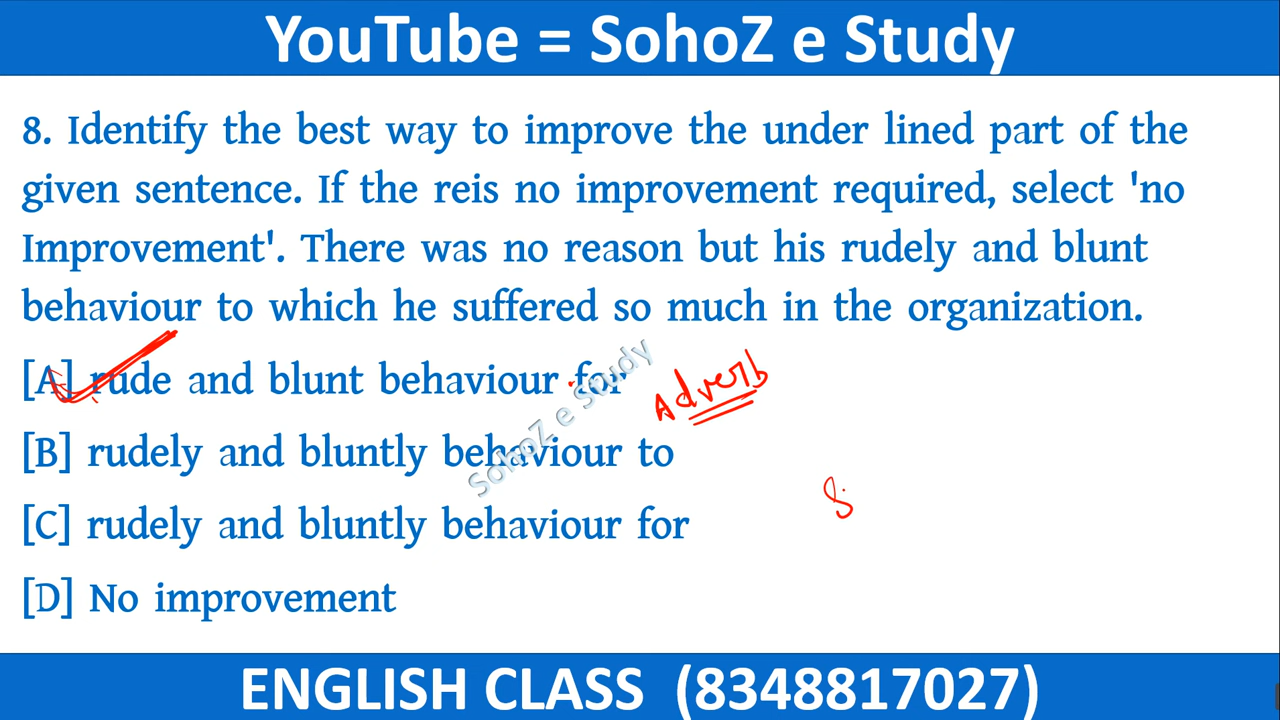 YouTube = SohoZ e Study
8. Identify the best way to improve the under lined part of the
given sentence. If the reis no improvement required, select 'no
Improvement'. There was no reason but his rudely and blunt
behaviour to which he suffered so much in the organization.
[A] rude and blunt behaviour for
Adverb
SohoZ e Study
[B] rudely and bluntly behaviour to
[C] rudely and bluntly behaviour for
[D] No improvement
ENGLISH CLASS (8348817027)